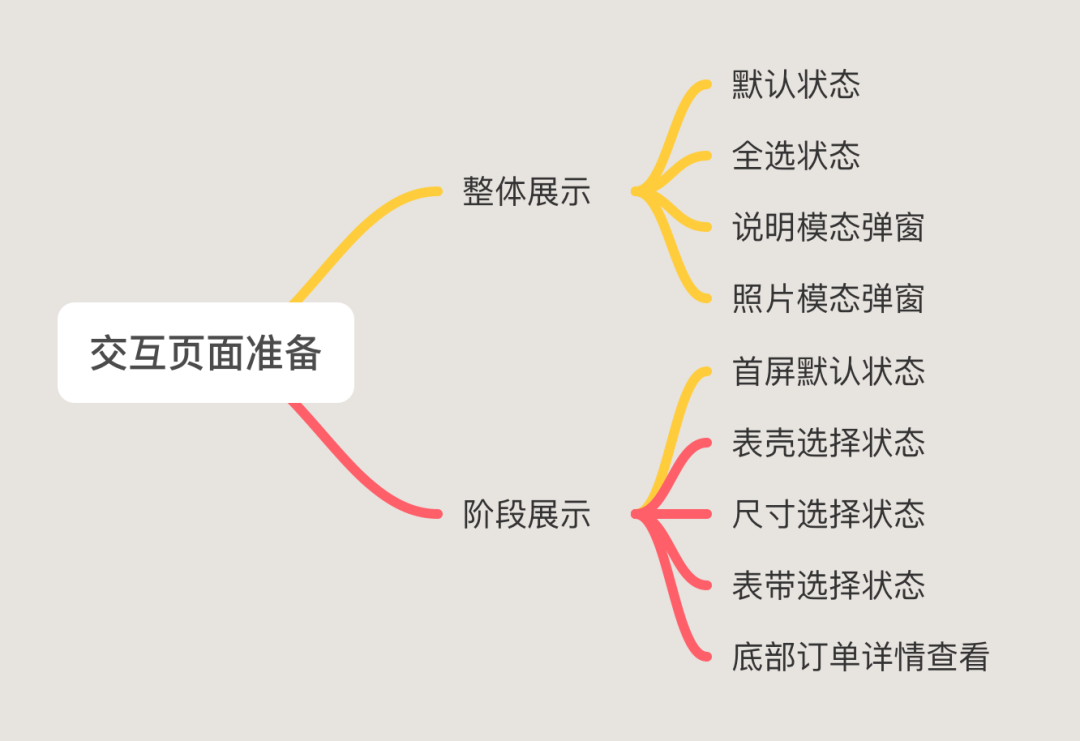 交互页面准备
整体展示
默认状态
全选状态
说明模态弹窗
照片模态弹窗
阶段展示
首屏默认状态
表壳选择状态
尺寸选择状态
表带选择状态
底部订单详情查看